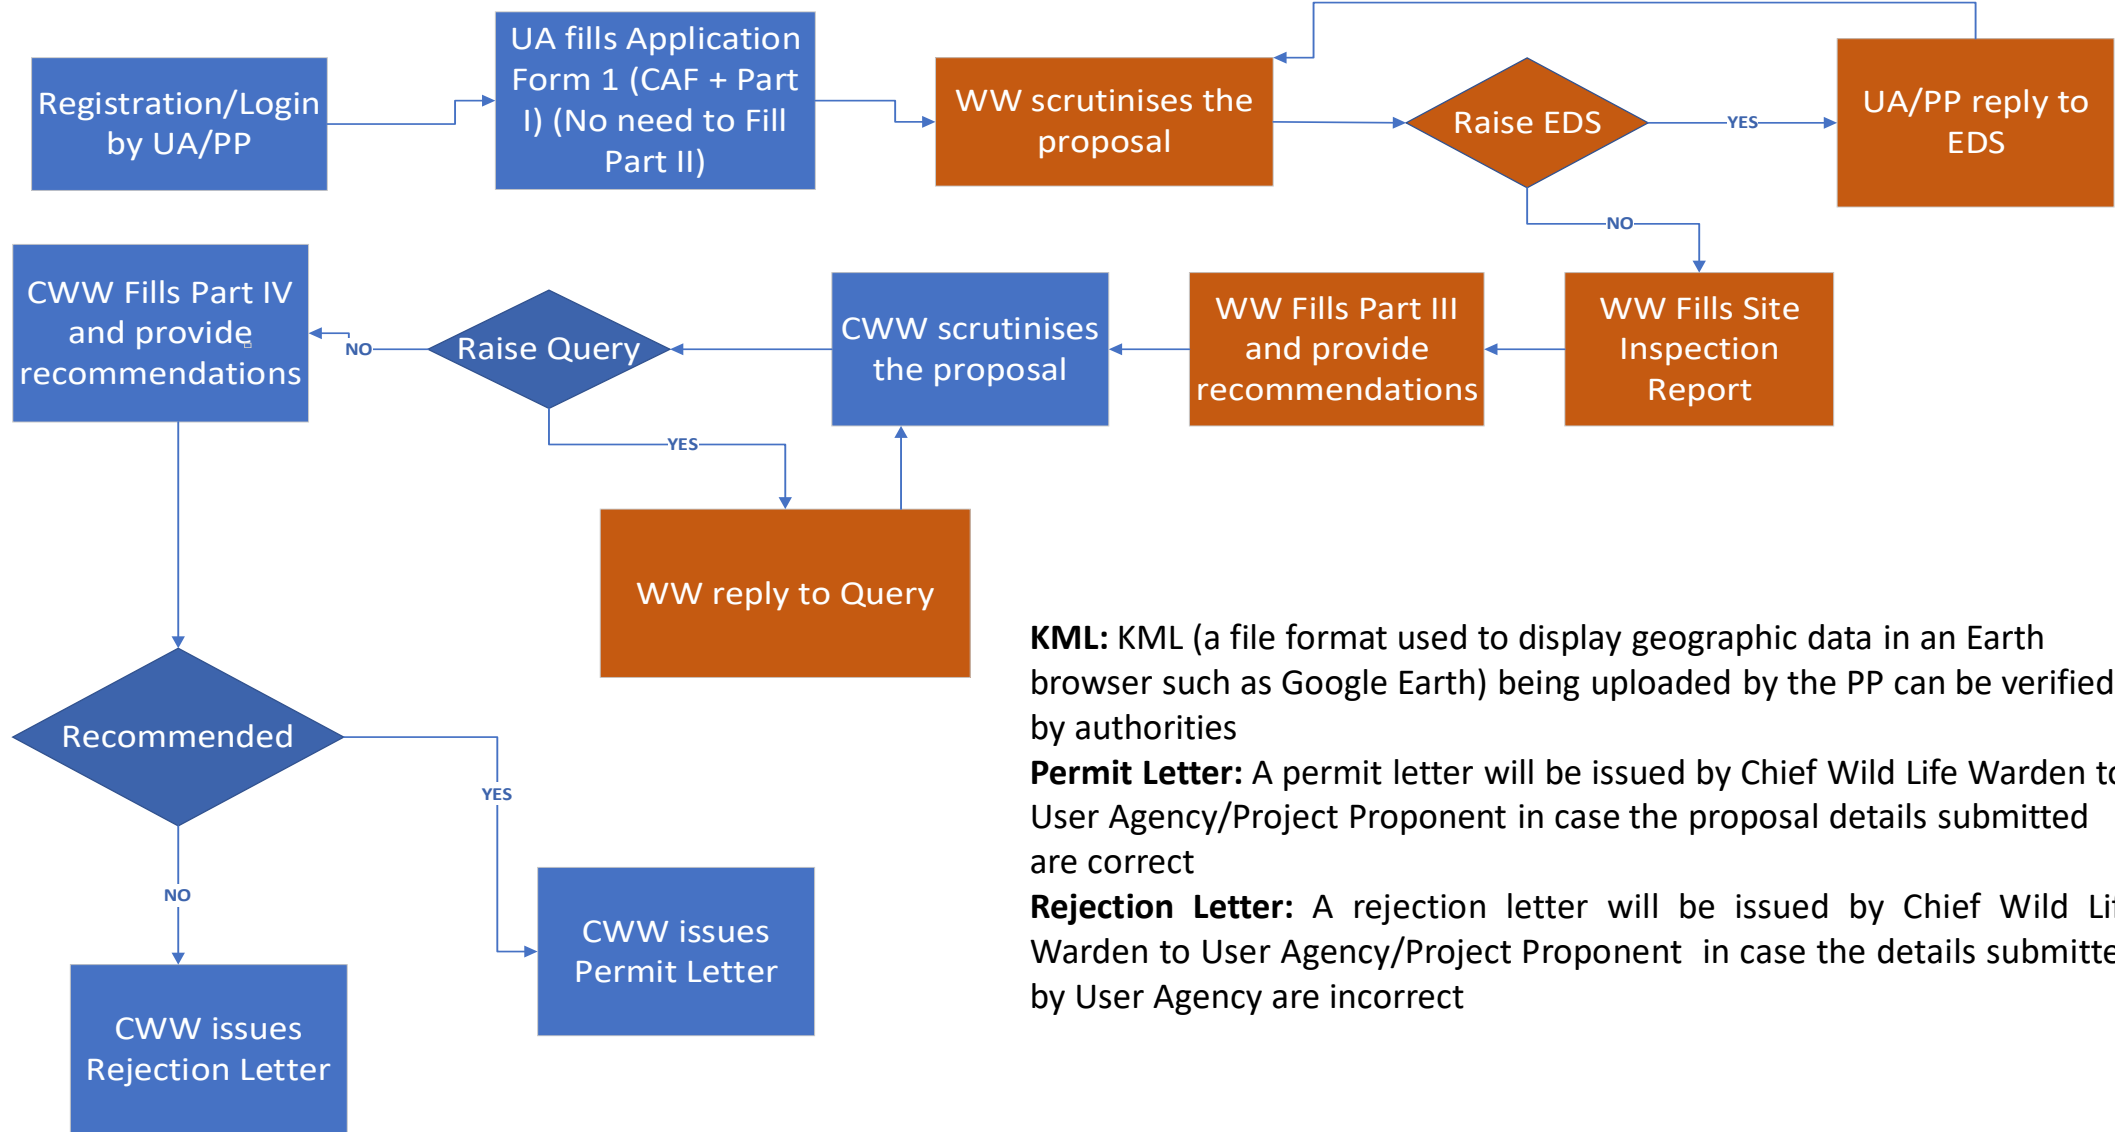 Registration/Login
by UA/PP
UA fills Application
Form 1 (CAF + Part
I) (No need to Fill
Part II)
WW scrutinises the
proposal
Raise EDS
YES
UA/PP reply to
EDS
NO
CWW Fills Part IV
and provide
recommendations
NO
Raise Query
CWW scrutinises
the proposal
WW Fills Part III
and provide
recommendations
WW Fills Site
Inspection
Report
YES
WW reply to Query
Recommended
YES
NO
CWW issues
Permit Letter
CWW issues
Rejection Letter
KML: KML (a file format used to display geographic data in an Earth
browser such as Google Earth) being uploaded by the PP can be verified
by authorities
Permit Letter: A permit letter will be issued by Chief Wild Life Warden to
User Agency/Project Proponent in case the proposal details submitted
are correct
Rejection Letter: A rejection letter will be issued by Chief Wild Lif
Warden to User Agency/Project Proponent in case the details submitte
by User Agency are incorrect